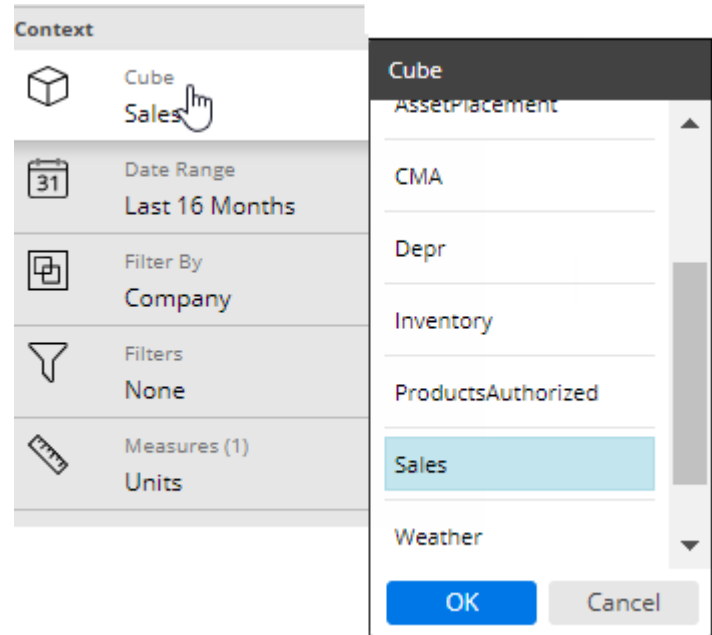 Context
Cube
Sales
Date Range
31
Last 16 Months
Filter By
Company
Filters
None
Measures (1)
Units
Cube
AssetPlacement
CMA
Depr
Inventory
ProductsAuthorized
Sales
Weather
OK
Cancel